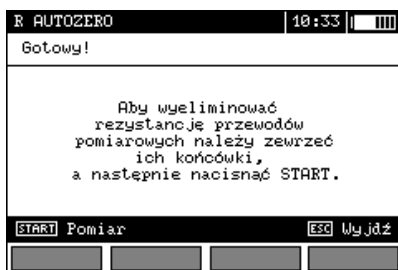 R AUTOZERO 10:33
Gotowy!
Aby wyeliminować
rezystancję przewodów
pomiarowych należy zewrzeć
ich końcówki,
a następnie nacisnąć START.
START Pomiar ESC Wyjdź